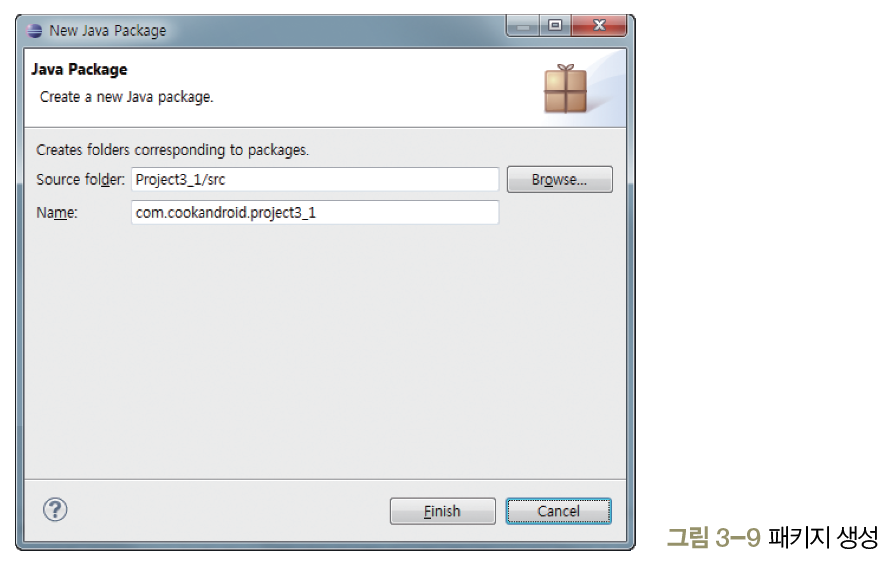 New Java Package
Java Package
Create a new Java package.
Creates folders corresponding to packages.
Source folder: Project3_1/src Browse...
Name: com.cookandroid.project3_1
? Finish Cancel
그림 3-9 패키지 생성